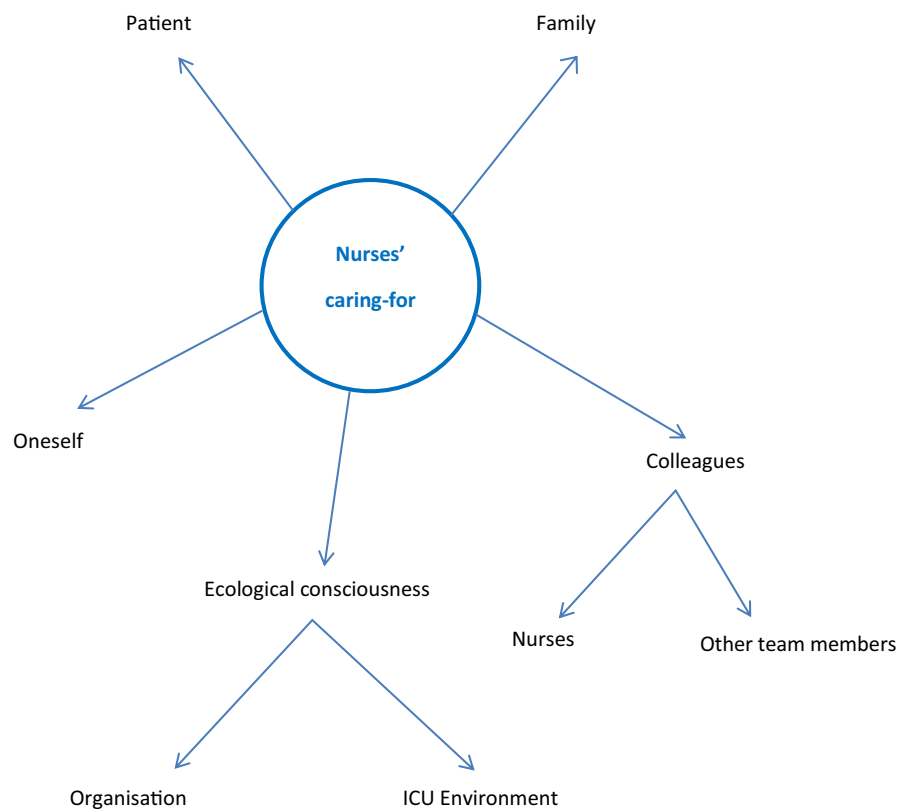 Patient
Family
Nurses’
caring-for
Oneself
Colleagues
Ecological consciousness
Nurses
Other team members
Organisation
ICU Environment